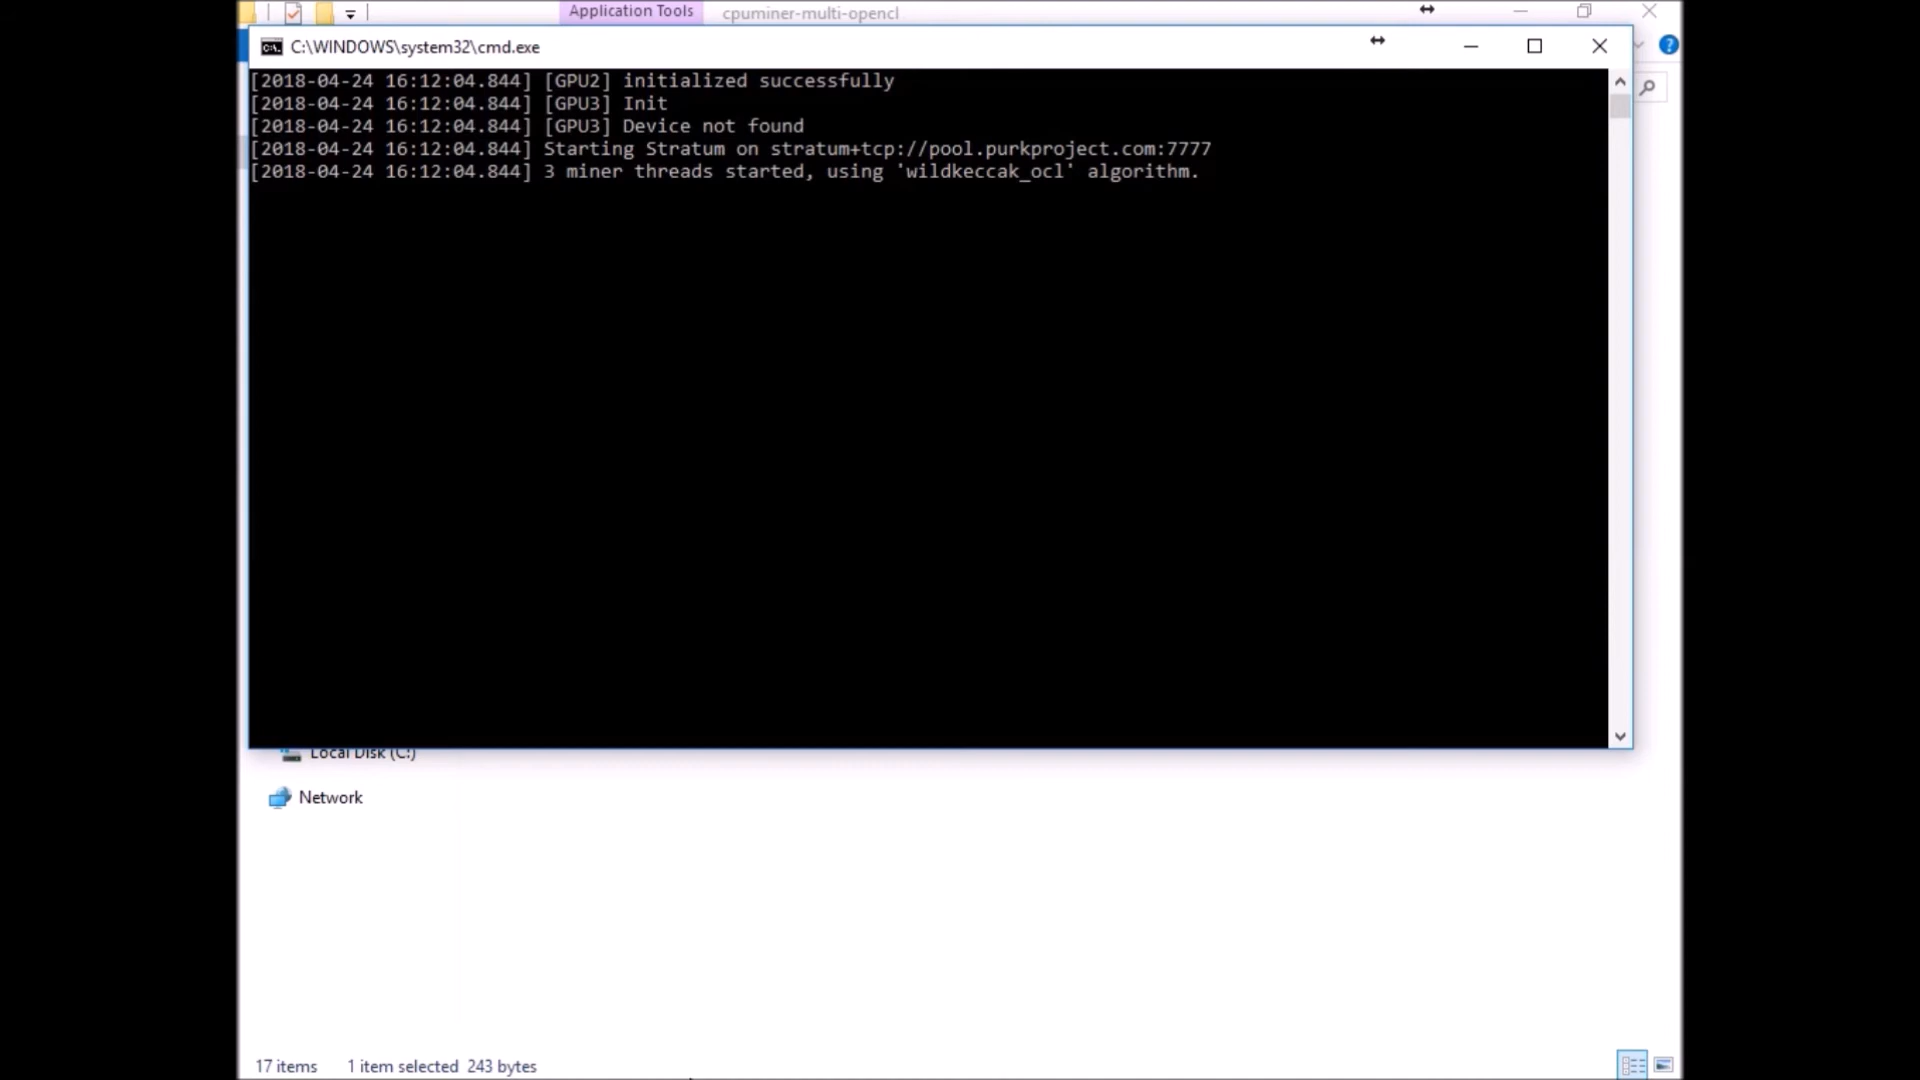 Application Tools
cpuminer-multi-opencl
C:\WINDOWS\system32\cmd.exe
[2018-04-24 16:12:04.844] [GPU2] initialized successfully
[2018-04-24 16:12:04.844] [GPU3] Init
[2018-04-24 16:12:04.844] [GPU3] Device not found
[2018-04-24 16:12:04.844] Starting Stratum on stratum+tcp://pool.purkproject.com:7777
[2018-04-24 16:12:04.844] 3 miner threads started, using 'wildkeccak_ocl' algorithm.
Local Disk (C:)
Network
17 items 1 item selected 243 bytes